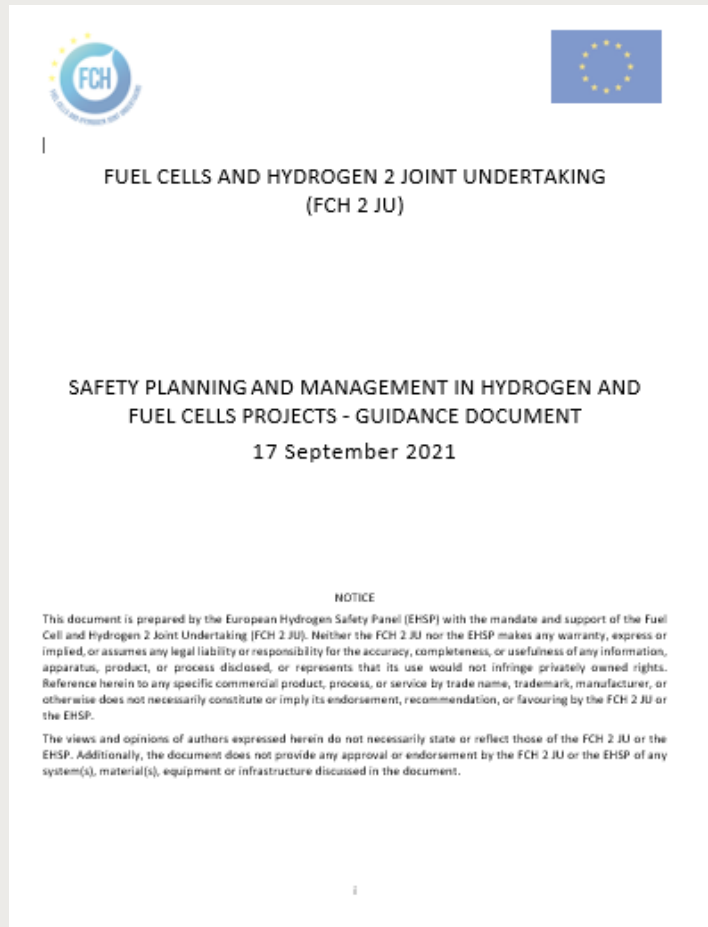 FCH
FUEL CELLS AND HYDROGEN JOINT UNDERTAKING
FUEL CELLS AND HYDROGEN 2 JOINT UNDERTAKING
(FCH 2 JU)
SAFETY PLANNING AND MANAGEMENT IN HYDROGEN AND
FUEL CELLS PROJECTS - GUIDANCE DOCUMENT
17 September 2021
NOTICE
This document is prepared by the European Hydrogen Safety Panel (EHSP) with the mandate and support of the Fuel
Cell and Hydrogen 2 Joint Undertaking (FCH 2 JU). Neither the FCH 2 JU nor the EHSP makes any warranty, express or
implied, or assumes any legal liability or responsibility for the accuracy, completeness, or usefulness of any information,
apparatus, product, or process disclosed, or represents that its use would not infringe privately owned rights.
Reference herein to any specific commercial product, process, or service by trade name, trademark, manufacturer, or
otherwise does not necessarily constitute or imply its endorsement, recommendation, or favouring by the FCH 2 JU or
the EHSP.
The views and opinions of authors expressed herein do not necessarily state or reflect those of the FCH 2 JU or the
EHSP. Additionally, the document does not provide any approval or endorsement by the FCH 2 JU or the EHSP of any
system(s), material(s), equipment or infrastructure discussed in the document.
i